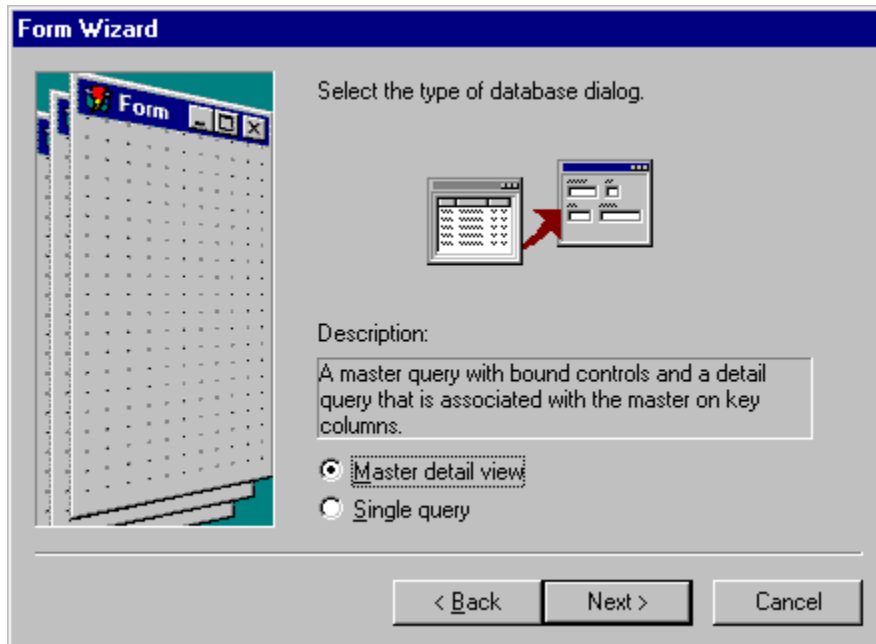 Form Wizard
Form
Select the type of database dialog.
Description:
A master query with bound controls and a detail
query that is associated with the master on key
columns.
Master detail view
Single query
< Back
Next >
Cancel